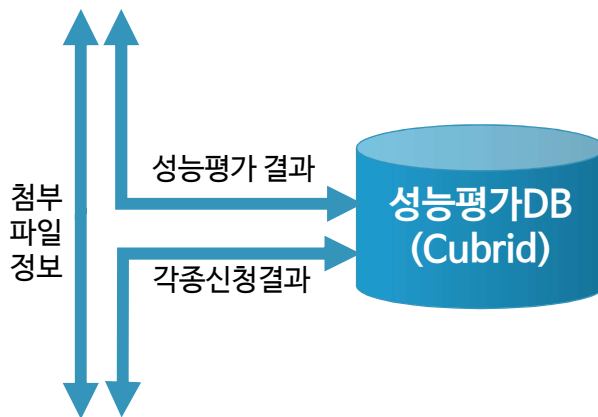 성능평가 결과
첨부
파일
정보
성능평가DB
(Cubrid)
각종신청결과